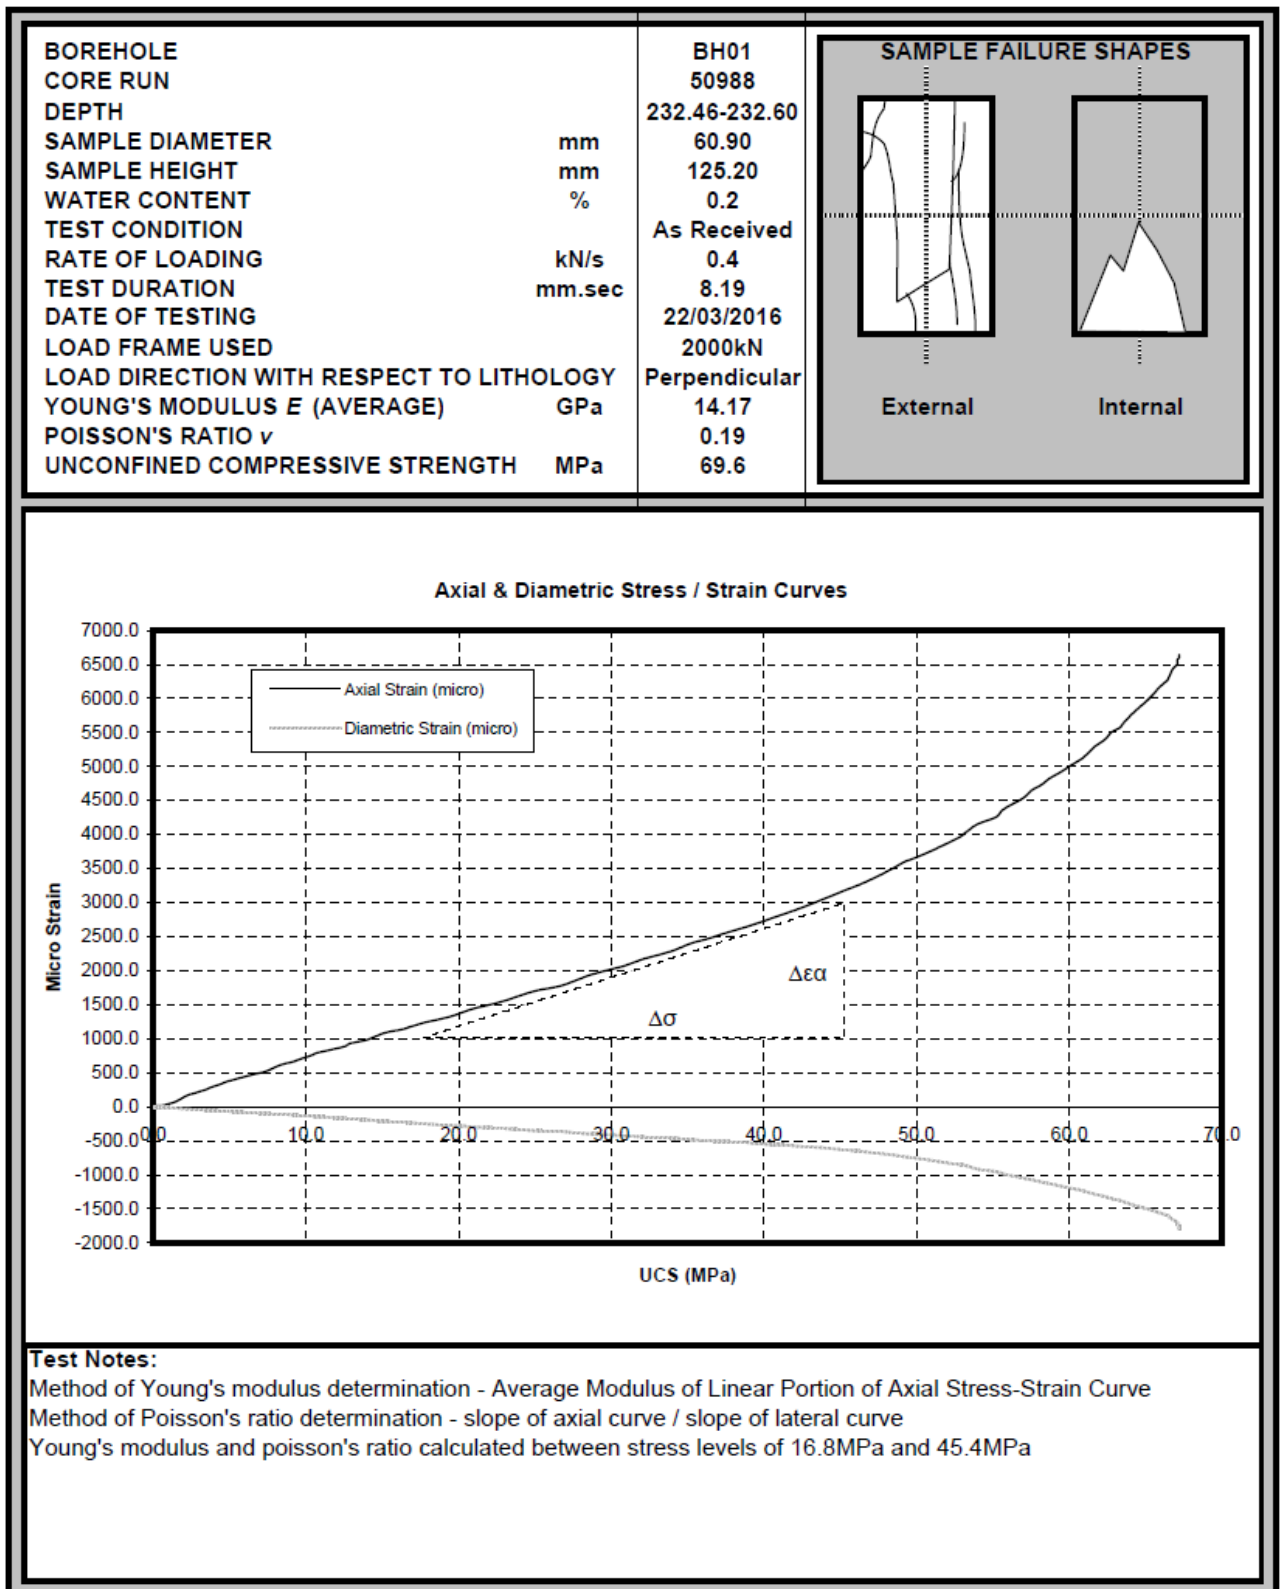 BOREHOLE BH01
CORE RUN 50988
DEPTH 232.46-232.60
SAMPLE DIAMETER mm 60.90
SAMPLE HEIGHT mm 125.20
WATER CONTENT % 0.2
TEST CONDITION As Received
RATE OF LOADING kN/s 0.4
TEST DURATION mm.sec 8.19
DATE OF TESTING 22/03/2016
LOAD FRAME USED 2000kN
LOAD DIRECTION WITH RESPECT TO LITHOLOGY Perpendicular
YOUNG'S MODULUS E (AVERAGE) GPa 14.17
POISSON'S RATIO v 0.19
UNCONFINED COMPRESSIVE STRENGTH MPa 69.6
SAMPLE FAILURE SHAPES
External Internal
Axial & Diametric Stress / Strain Curves
7000.0
6500.0
6000.0
5500.0
5000.0
4500.0
4000.0
3500.0
3000.0
2500.0
2000.0
1500.0
1000.0
500.0
0.0
-500.0
-1000.0
-1500.0
-2000.0
Micro Strain
Axial Strain (micro)
Diametric Strain (micro)
Δεα
Δσ
0.0 10.0 20.0 30.0 40.0 50.0 60.0 70.0
UCS (MPa)
Test Notes:
Method of Young's modulus determination - Average Modulus of Linear Portion of Axial Stress-Strain Curve
Method of Poisson's ratio determination - slope of axial curve / slope of lateral curve
Young's modulus and poisson's ratio calculated between stress levels of 16.8MPa and 45.4MPa